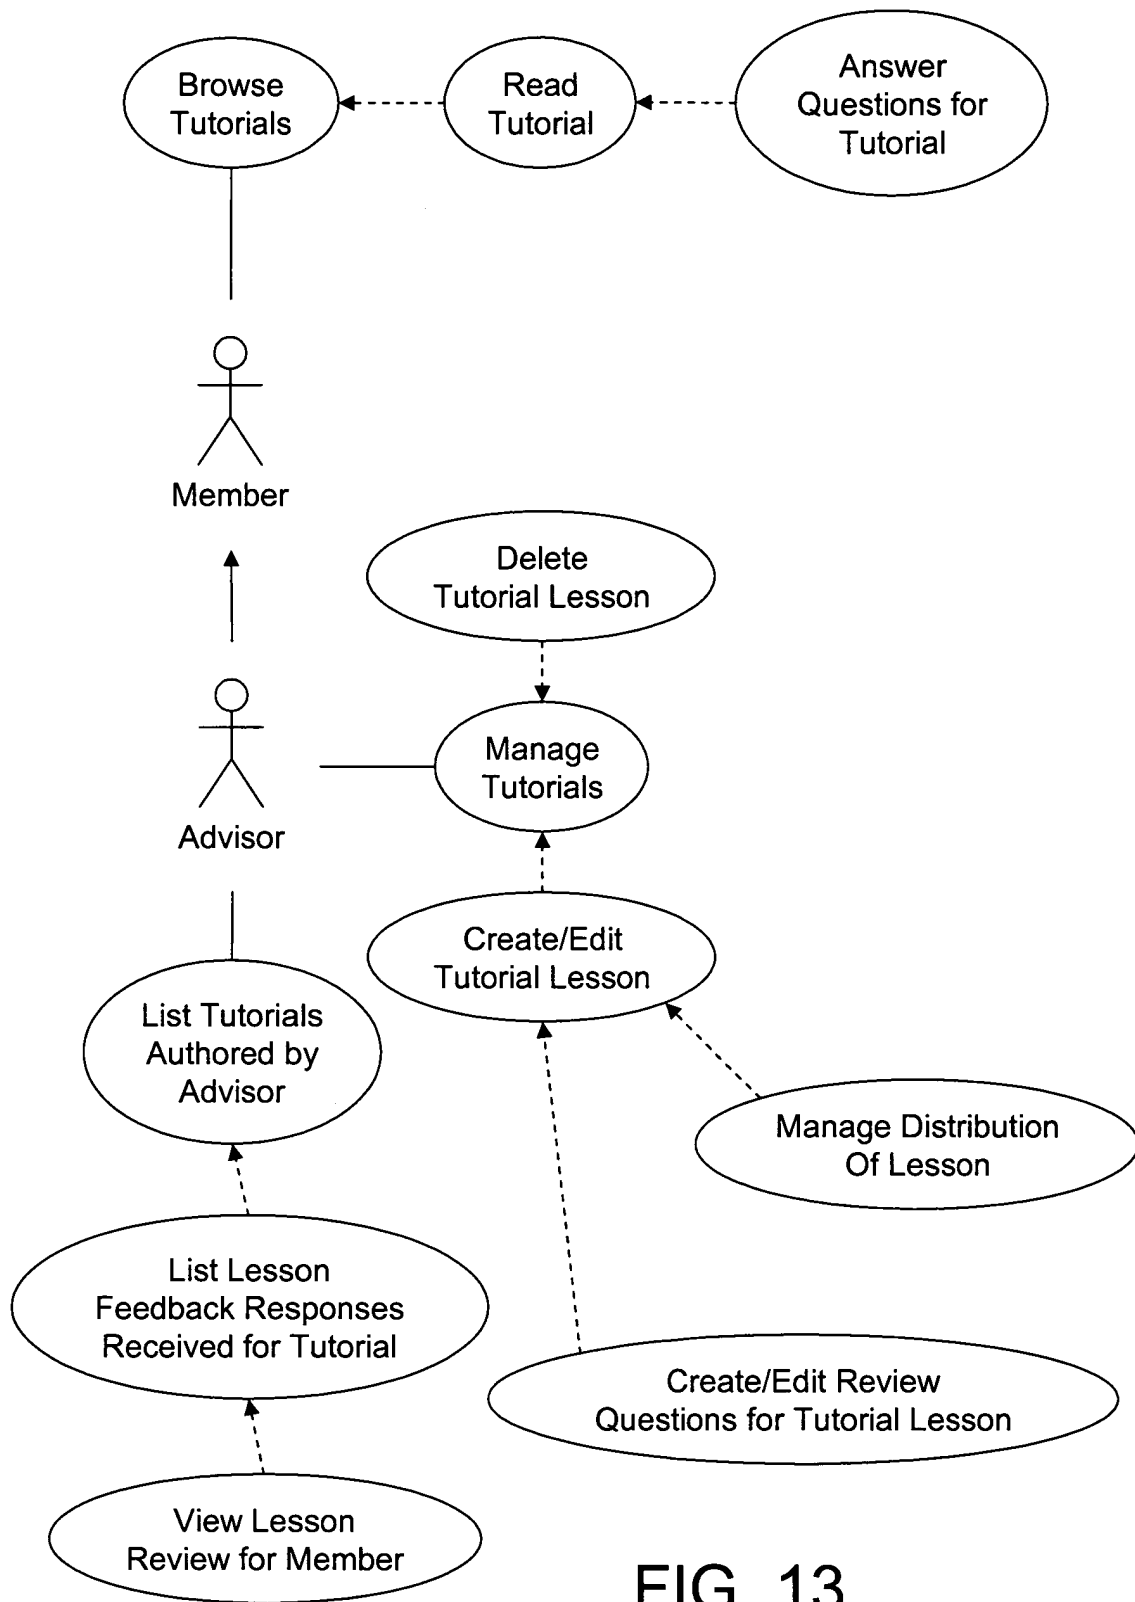 Browse
Tutorials
Read
Tutorial
Answer
Questions for
Tutorial
Member
Delete
Tutorial Lesson
Manage
Tutorials
Advisor
Create/Edit
Tutorial Lesson
List Tutorials
Authored by
Advisor
Manage Distribution
Of Lesson
List Lesson
Feedback Responses
Received for Tutorial
Create/Edit Review
Questions for Tutorial Lesson
View Lesson
Review for Member
FIG. 13